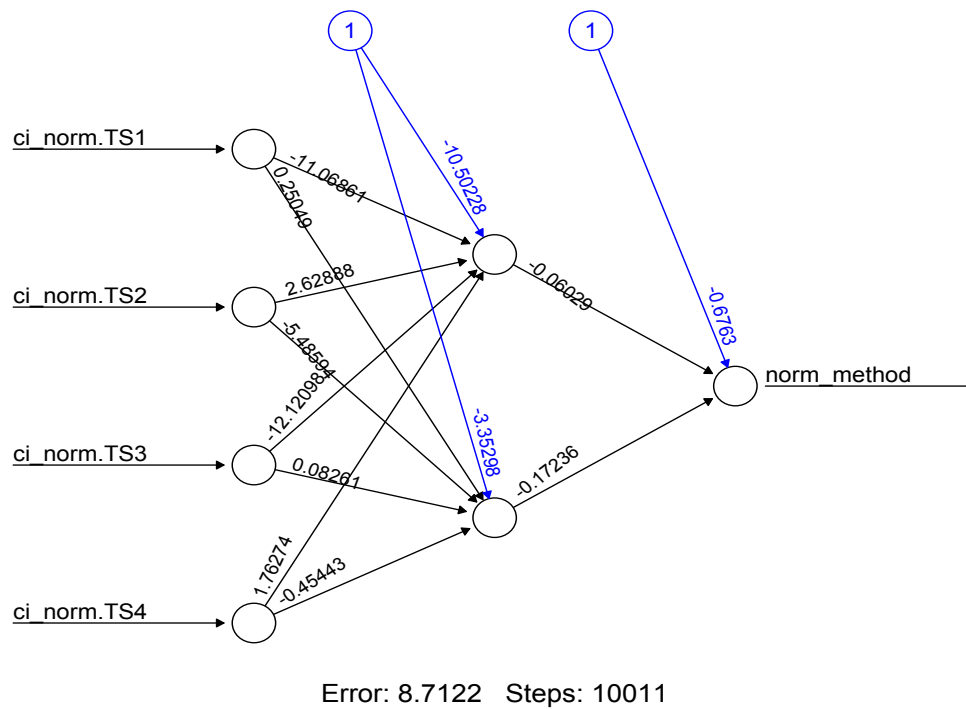 1
1
ci_norm.TS1
-11.06861
0.25049
-10.50228
ci_norm.TS2
2.62838
-5.48594
-0.06029
-0.6763
norm_method
ci_norm.TS3
-12.12098
0.08261
-3.35298
-0.17236
ci_norm.TS4
1.76274
-0.45443
Error: 8.7122 Steps: 10011